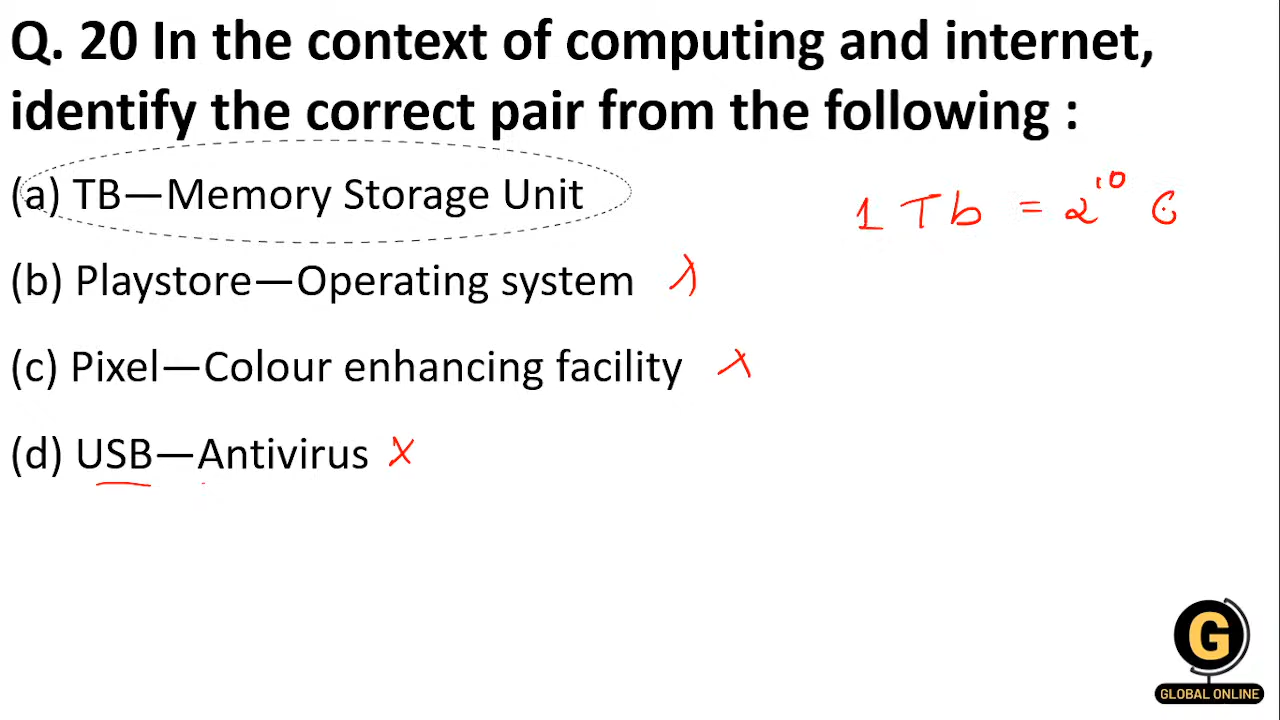 Q. 20 In the context of computing and internet,
identify the correct pair from the following :
(a) TB—Memory Storage Unit
1 Tb = 2¹⁰ G
(b) Playstore—Operating system
(c) Pixel—Colour enhancing facility
(d) USB—Antivirus
G
GLOBAL ONLINE